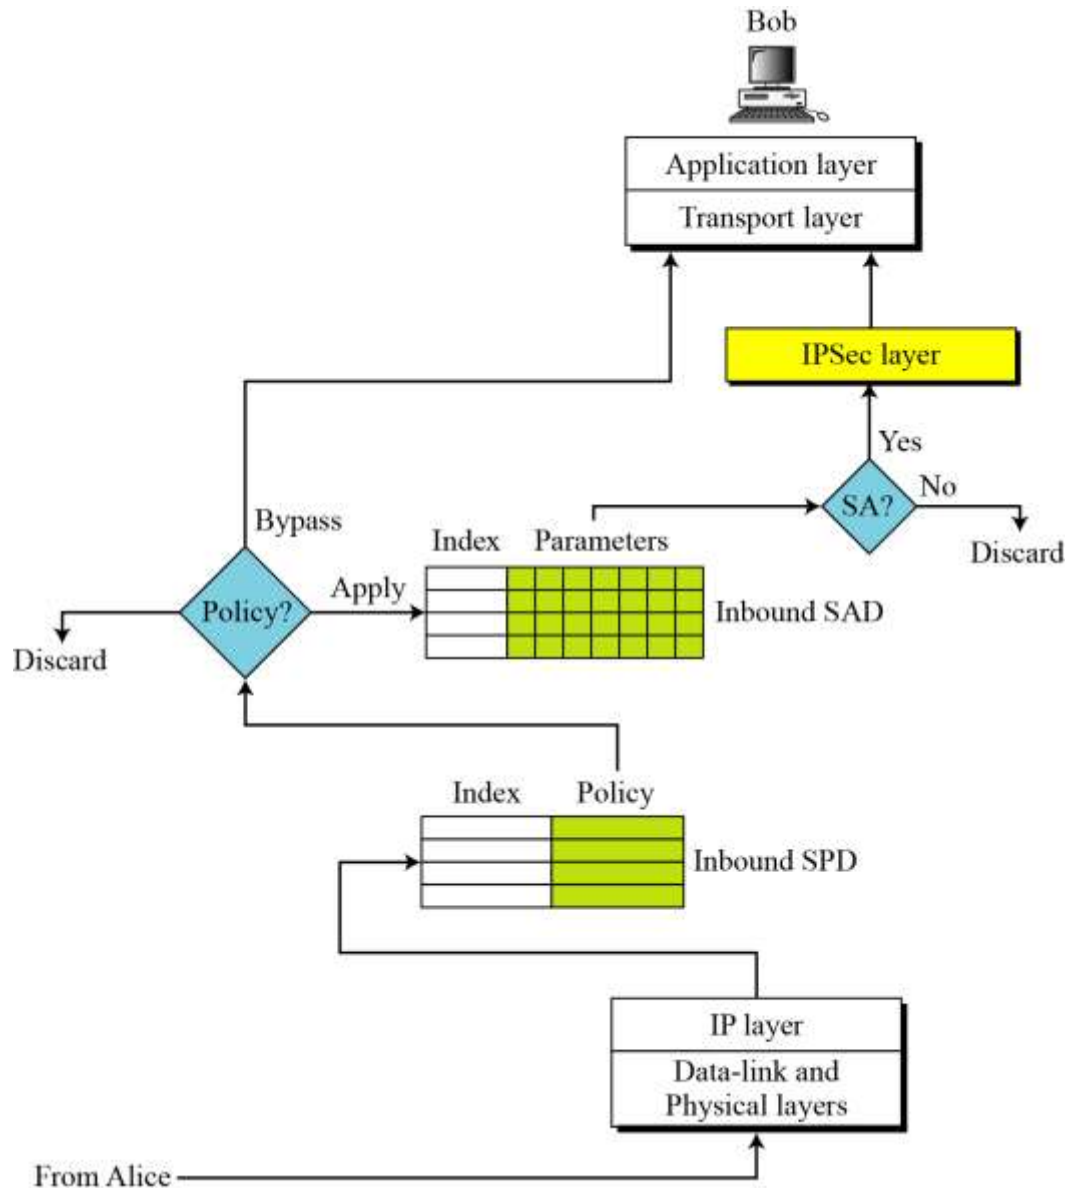 Bob
Application layer
Transport layer
IPSec layer
Yes
SA?
No
Discard
Bypass
Index Parameters
Policy?
Apply
Inbound SAD
Discard
Index Policy
Inbound SPD
IP layer
Data-link and
Physical layers
From Alice